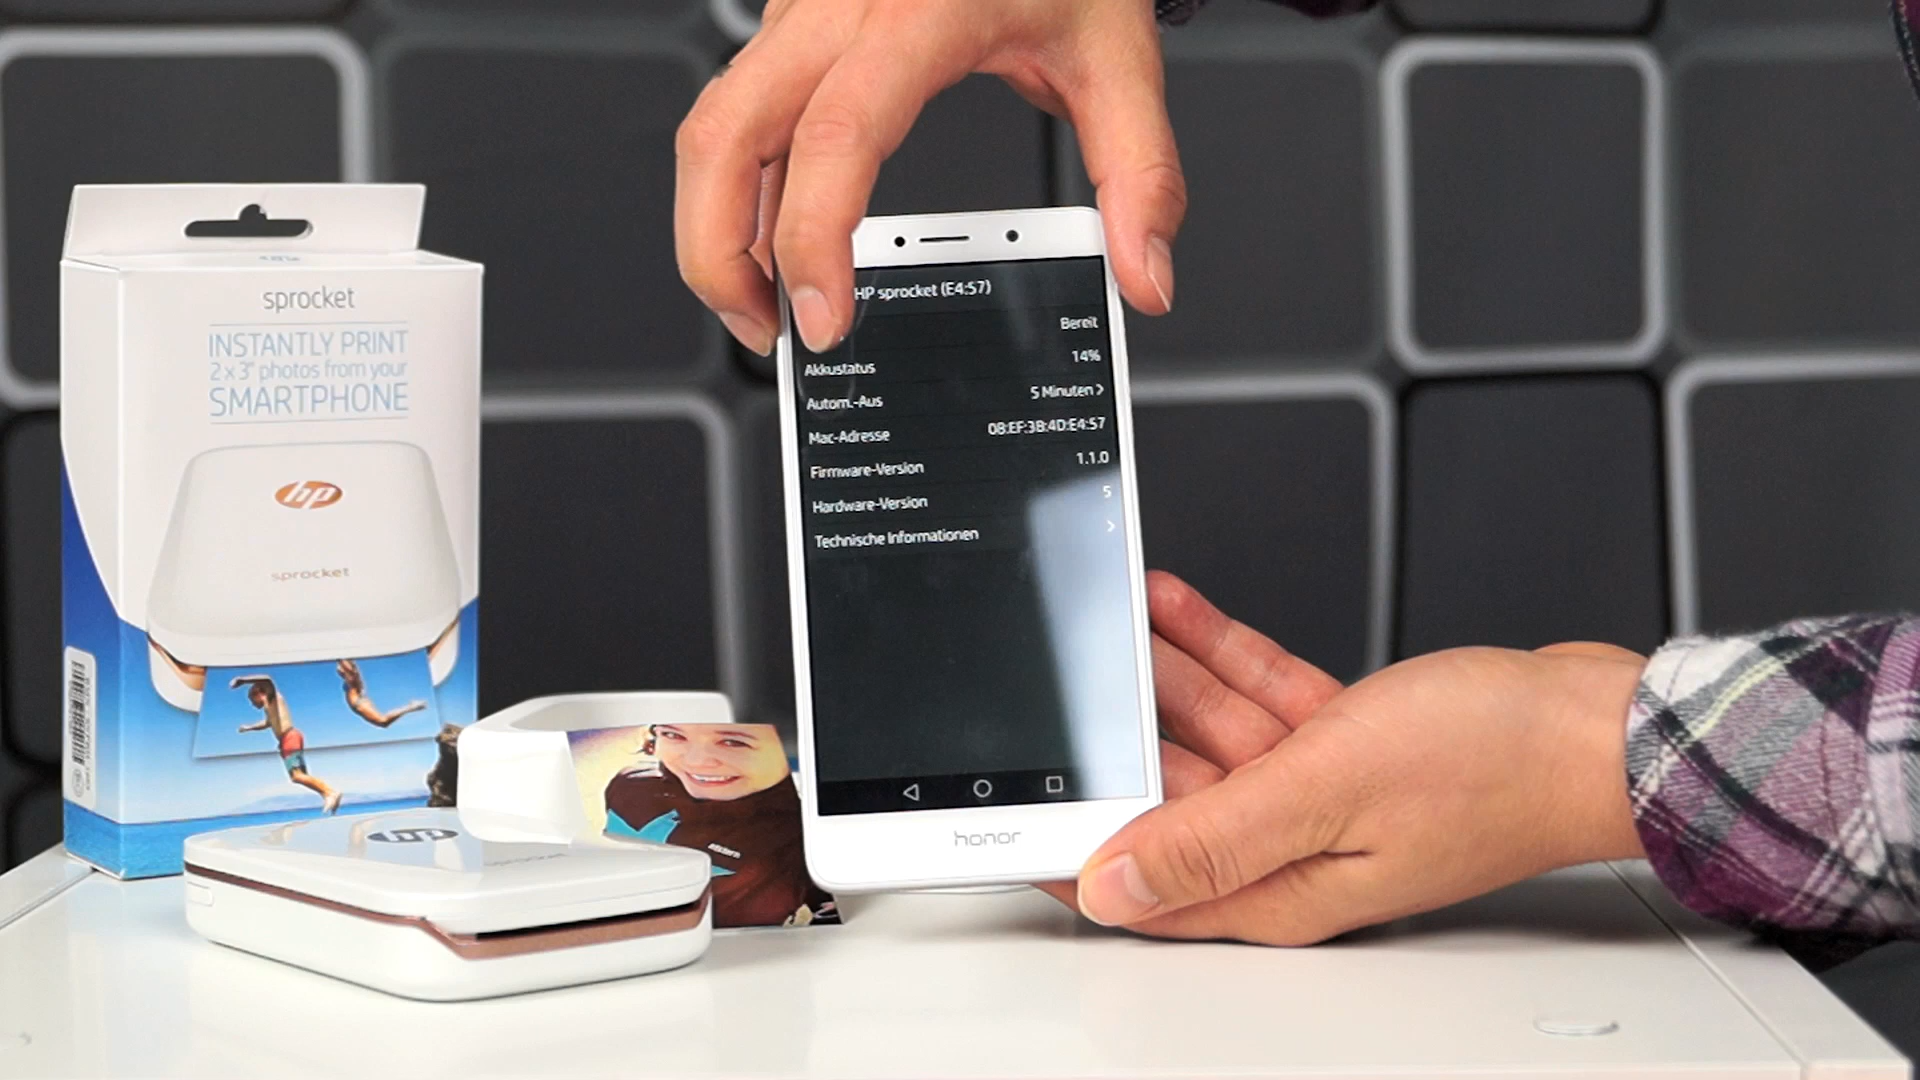 sprocket
INSTANTLY PRINT
2 x 3" photos from your
SMARTPHONE
hp
sprocket
HP sprocket (E4:57)
Bereit
Akkustatus 14%
Autom.-Aus 5 Minuten >
Mac-Adresse 08:EF:3B:4D:E4:57
Firmware-Version 1.1.0
Hardware-Version 5
Technische Informationen >
honor
hp
sprocket